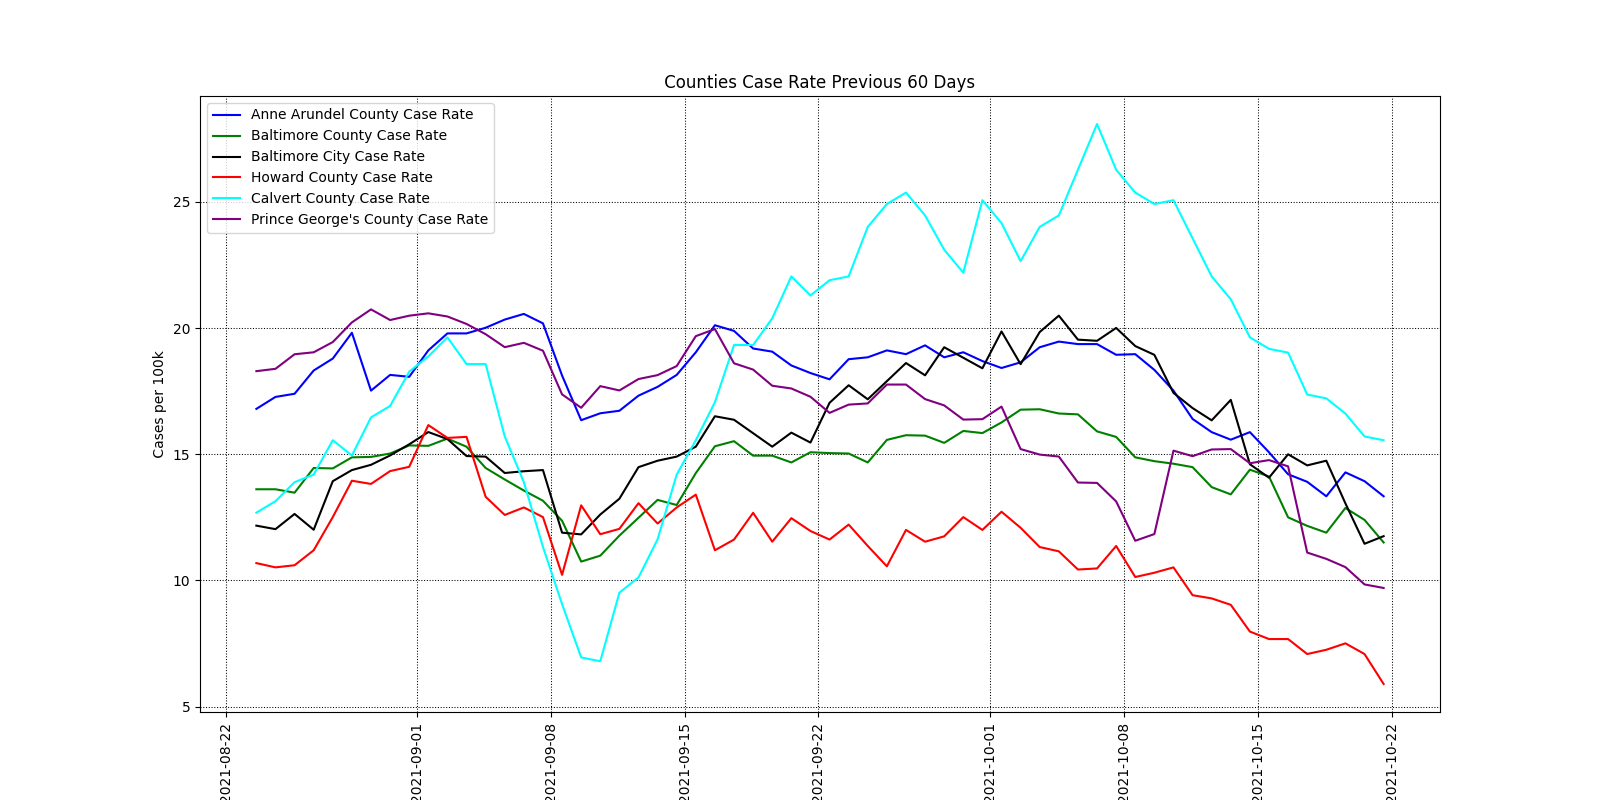 Counties Case Rate Previous 60 Days
Anne Arundel County Case Rate
Baltimore County Case Rate
Baltimore City Case Rate
Howard County Case Rate
Calvert County Case Rate
Prince George's County Case Rate
Cases per 100k
25
20
15
10
5
2021-08-22
2021-09-01
2021-09-08
2021-09-15
2021-09-22
2021-10-01
2021-10-08
2021-10-15
2021-10-22